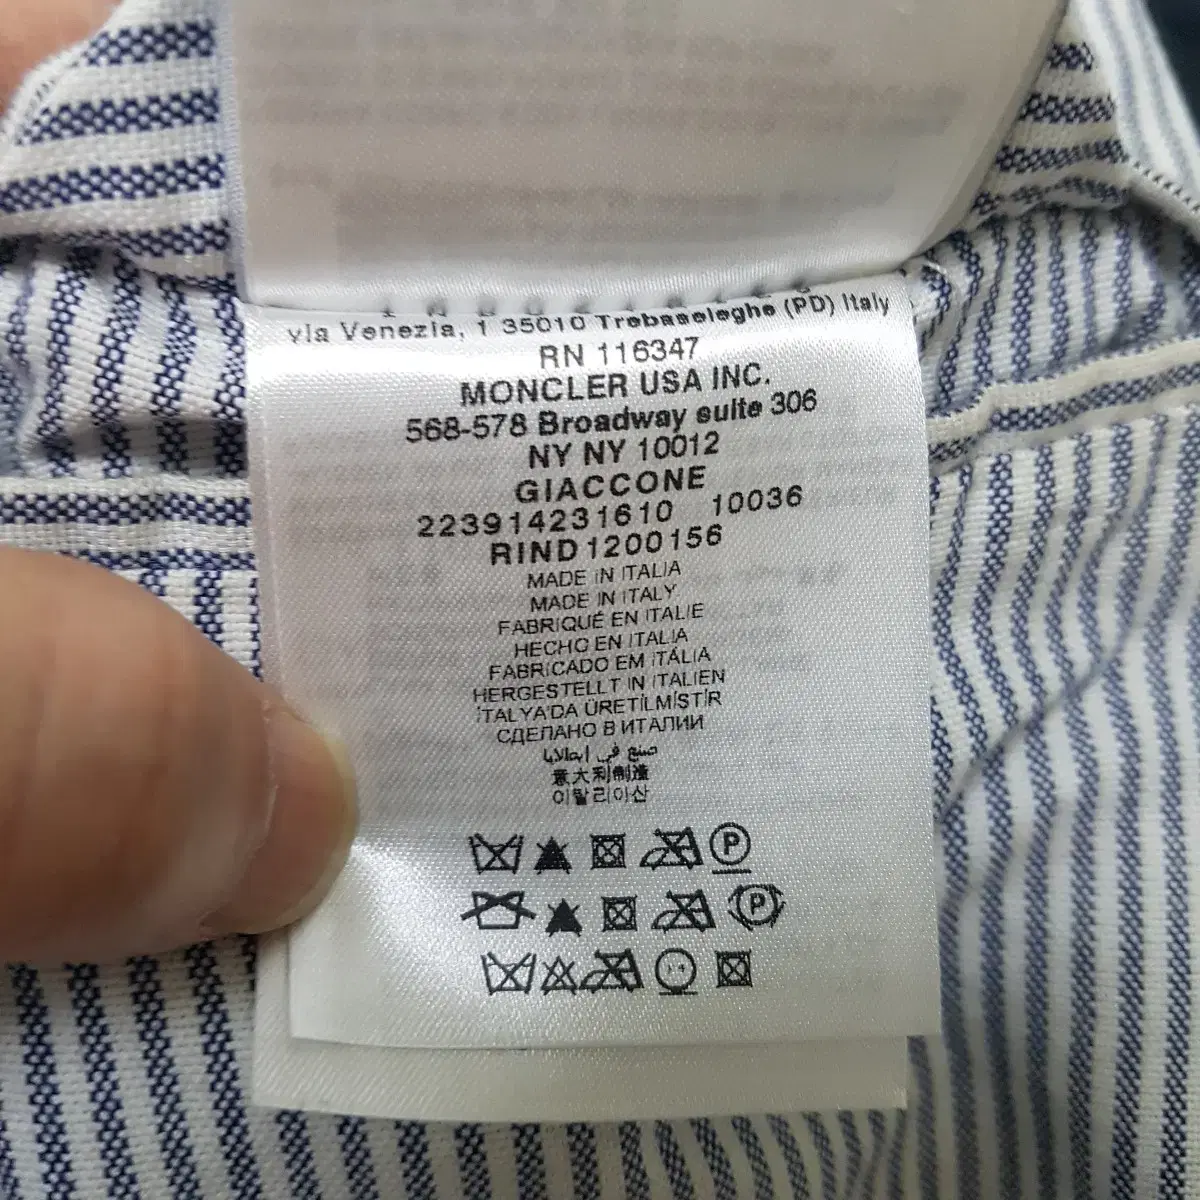 via Venezia, 1 35010 Trebaseleghe (PD) Italy
RN 116347
MONCLER USA INC.
568-578 Broadway suite 306
NY NY 10012
GIACCONE
223914231610 10036
RIND1200156
MADE IN ITALIA
MADE IN ITALY
FABRIQUÉ EN ITALIE
HECHO EN ITALIA
FABRICADO EM ITÁLIA
HERGESTELLT IN ITALIEN
İTALYA'DA ÜRETİLMİŞTİR
СДЕЛАНО В ИТАЛИИ
صنع في ايطاليا
意大利制造
이탈리아산
P
P